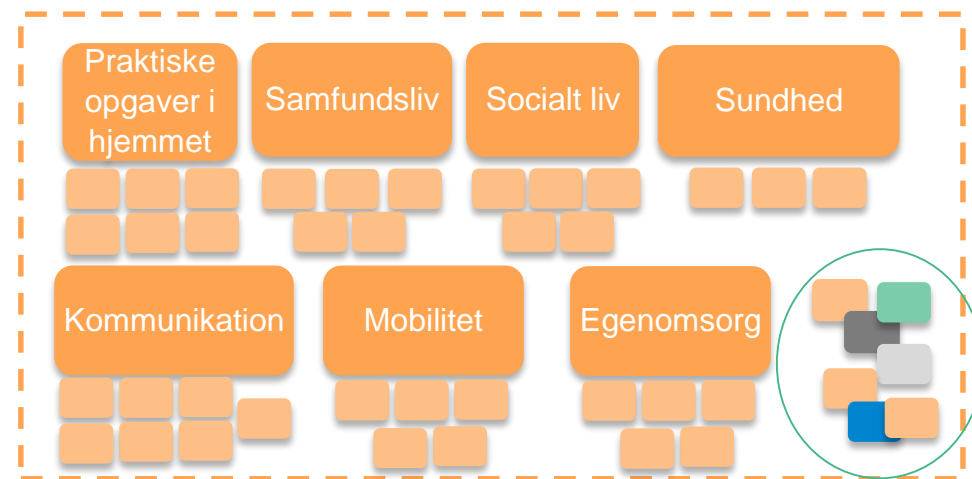 Praktiske
opgaver i
hjemmet
Samfundsliv
Socialt liv
Sundhed
Kommunikation
Mobilitet
Egenomsorg